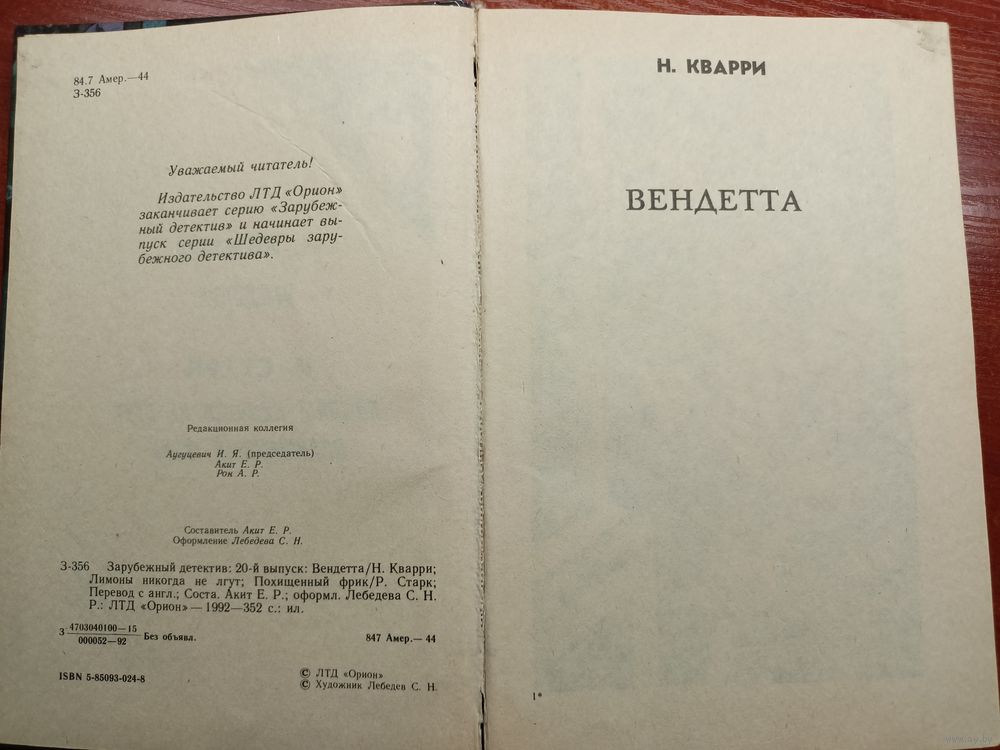 84.7 Амер.—44
З-356
Уважаемый читатель!
Издательство ЛТД «Орион»
заканчивает серию «Зарубеж-
ный детектив» и начинает вы-
пуск серии «Шедевры зару-
бежного детектива».
Редакционная коллегия
Аугуцевич И. Я. (председатель)
Акит Е. Р.
Рок А. Р.
Составитель Акит Е. Р.
Оформление Лебедева С. Н.
З-356 Зарубежный детектив: 20-й выпуск: Вендетта/Н. Кварри;
Лимоны никогда не лгут; Похищенный фрик/Р. Старк;
Перевод с англ.; Соста. Акит Е. Р.; оформл. Лебедева С. Н.
Р.: ЛТД «Орион» — 1992—352 с.: ил.
З 4703040100—15
000052—92 Без объявл. 847 Амер.— 44
ISBN 5-85093-024-8
© ЛТД «Орион»
© Художник Лебедев С. Н.
Н. КВАРРИ
ВЕНДЕТТА
1*
www.ay.by